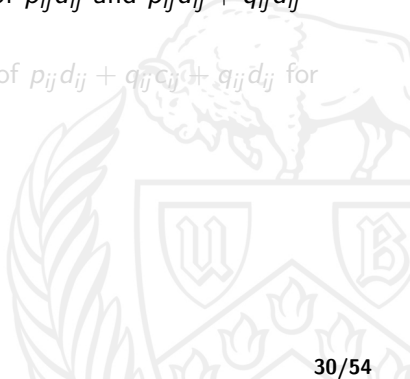 of p_{ij}d_{ij} and p_{ij}d_{ij} + q_{ij}d_{ij}
of p_{ij}d_{ij} + q_{ij}c_{ij} + q_{ij}d_{ij} for
U B
30/54